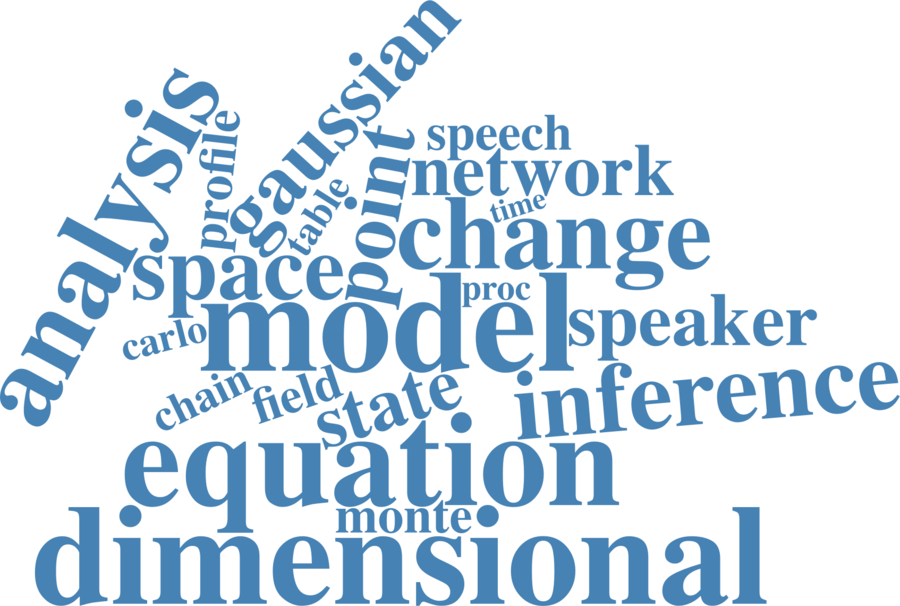 gaussian
analysis
profile
speech
point
network
table
time
change
space
proc
model
speaker
carlo
inference
chain
field
state
equation
monte
dimensional